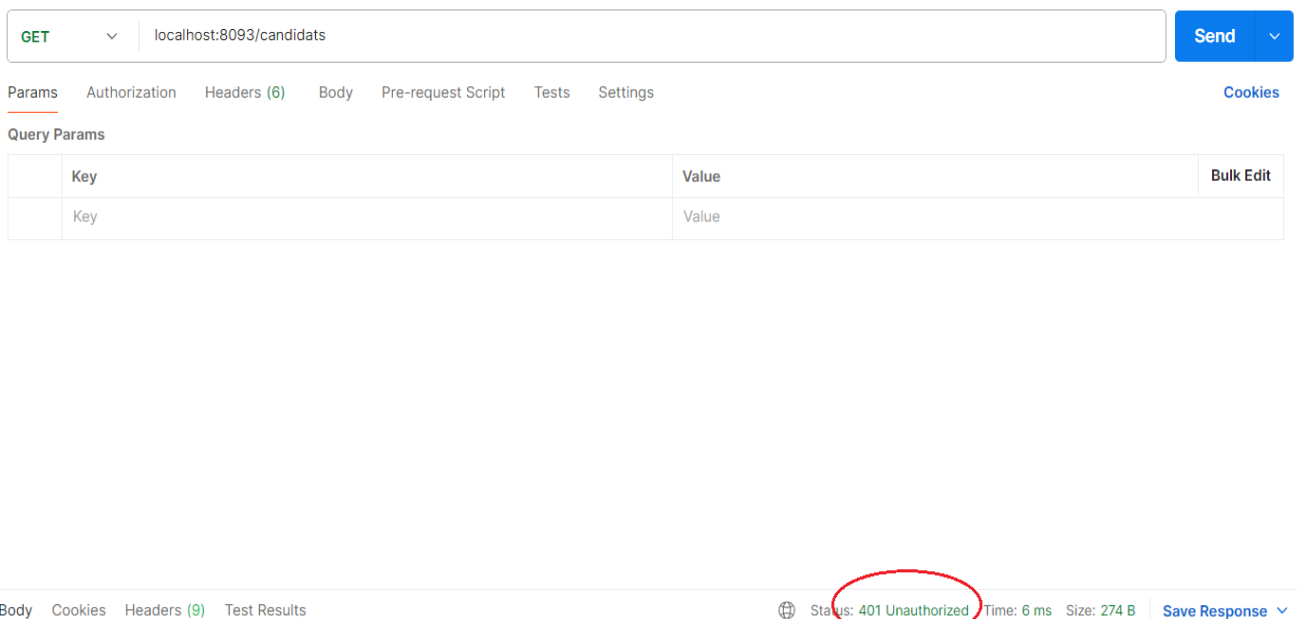 GET localhost:8093/candidats Send
Params Authorization Headers (6) Body Pre-request Script Tests Settings Cookies
Query Params
Key Value Bulk Edit
Key Value
Body Cookies Headers (9) Test Results Status: 401 Unauthorized Time: 6 ms Size: 274 B Save Response